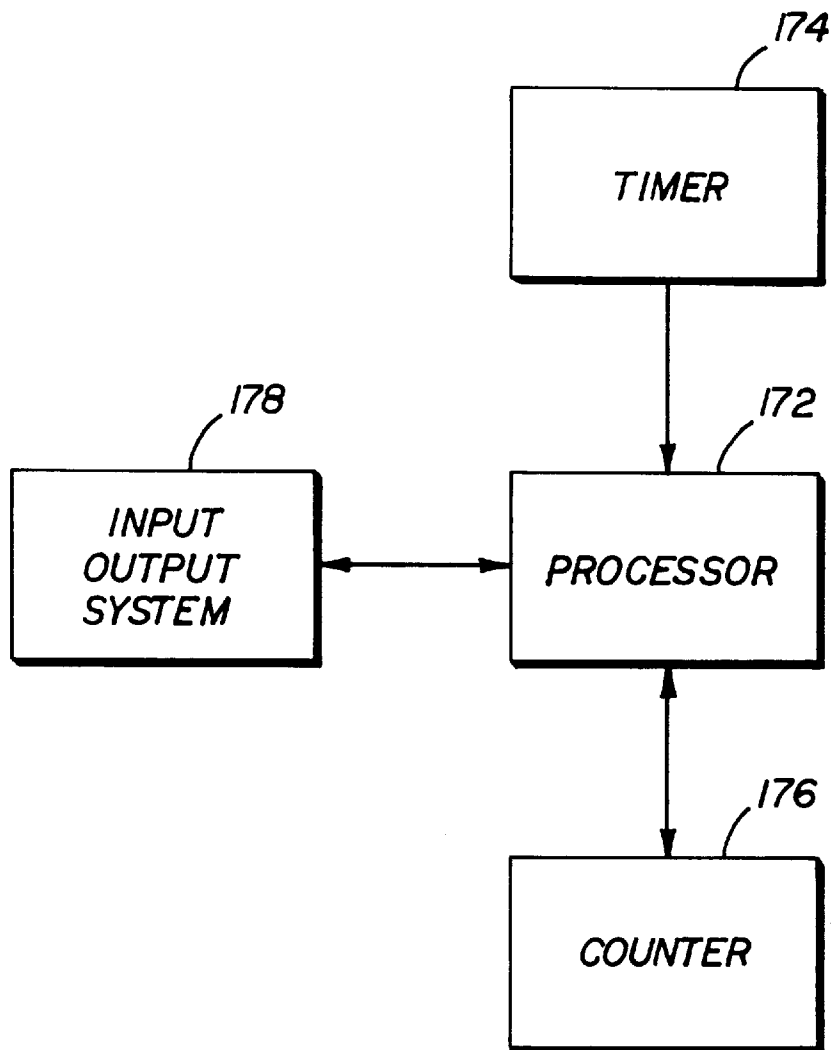 174
TIMER
178
172
INPUT
OUTPUT
SYSTEM
PROCESSOR
176
COUNTER